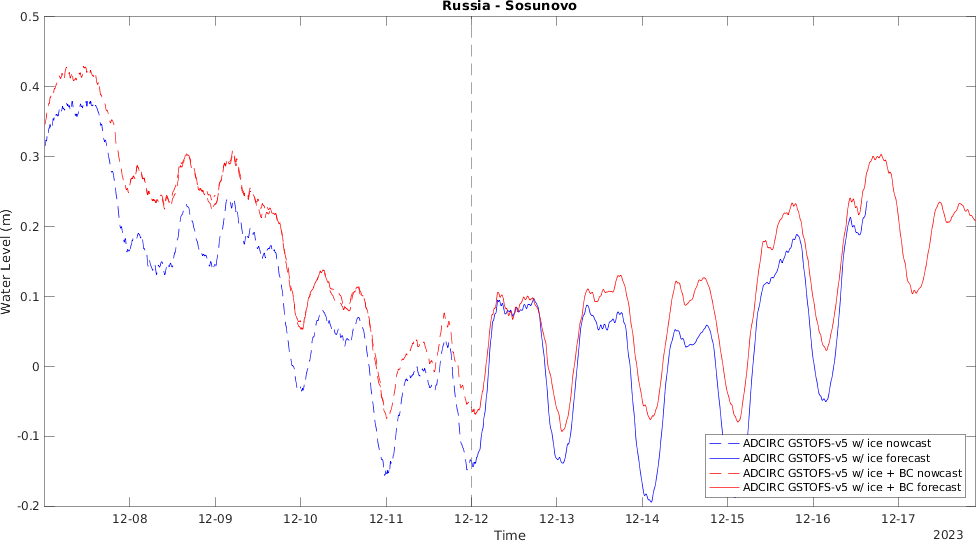 Russia - Sosunovo
Water Level (m)
0.5
0.4
0.3
0.2
0.1
0
-0.1
-0.2
12-08
12-09
12-10
12-11
12-12
12-13
12-14
12-15
12-16
12-17
Time
2023
ADCIRC GSTOFS-v5 w/ ice nowcast
ADCIRC GSTOFS-v5 w/ ice forecast
ADCIRC GSTOFS-v5 w/ ice + BC nowcast
ADCIRC GSTOFS-v5 w/ ice + BC forecast